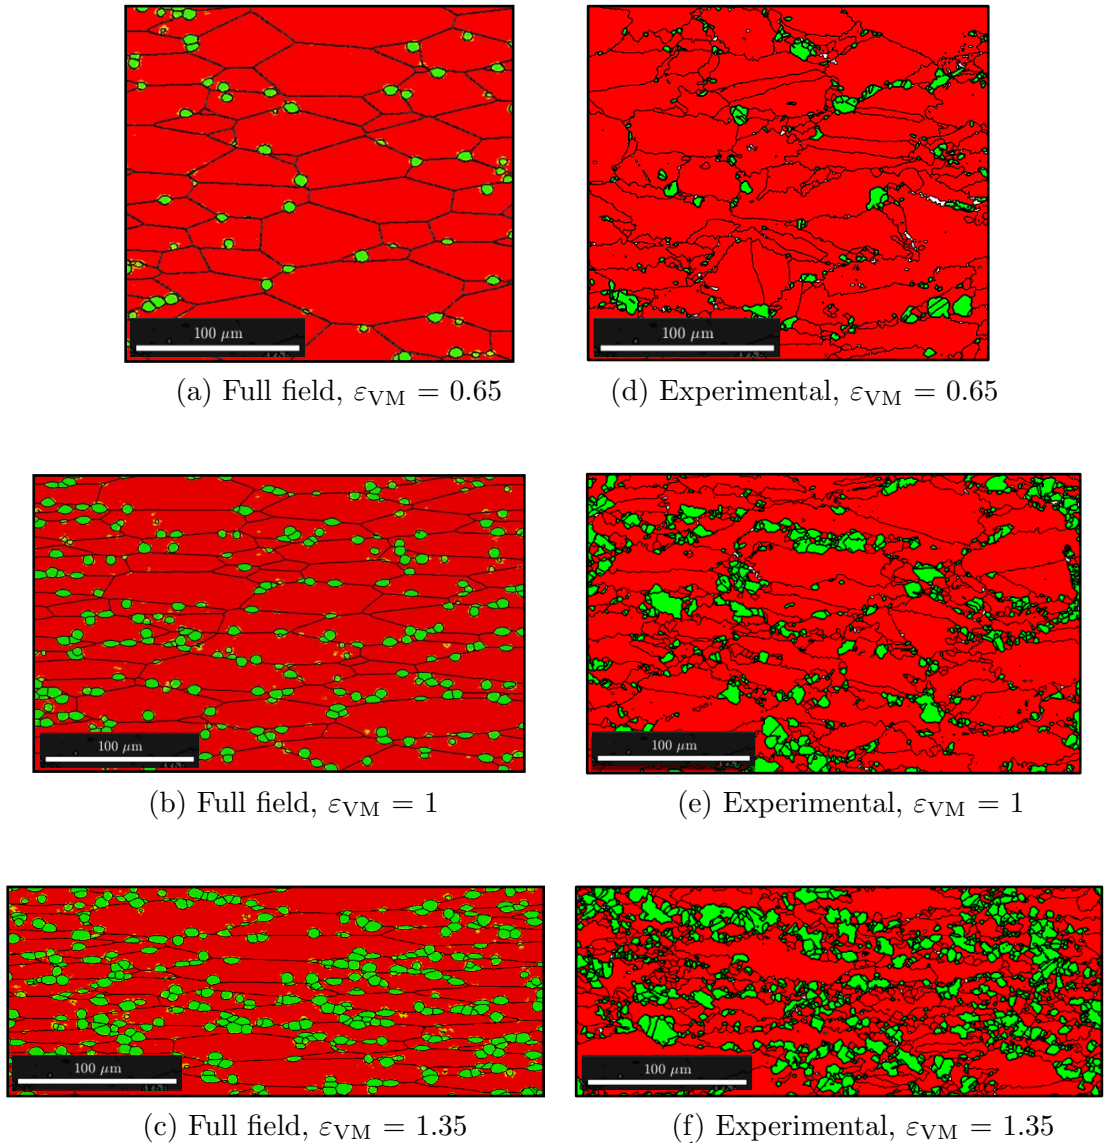 100 μm
100 μm
(a) Full field, εVM = 0.65
(d) Experimental, εVM = 0.65
100 μm
100 μm
(b) Full field, εVM = 1
(e) Experimental, εVM = 1
100 μm
100 μm
(c) Full field, εVM = 1.35
(f) Experimental, εVM = 1.35